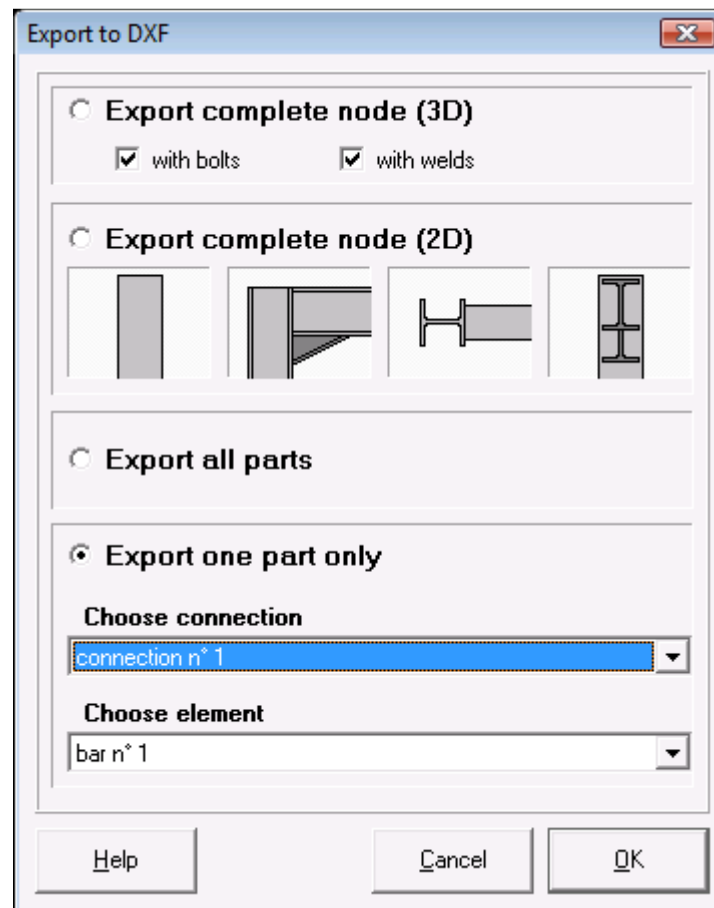 Export to DXF
Export complete node (3D)
with bolts with welds
Export complete node (2D)
Export all parts
Export one part only
Choose connection
connection n° 1
Choose element
bar n° 1
Help Cancel OK